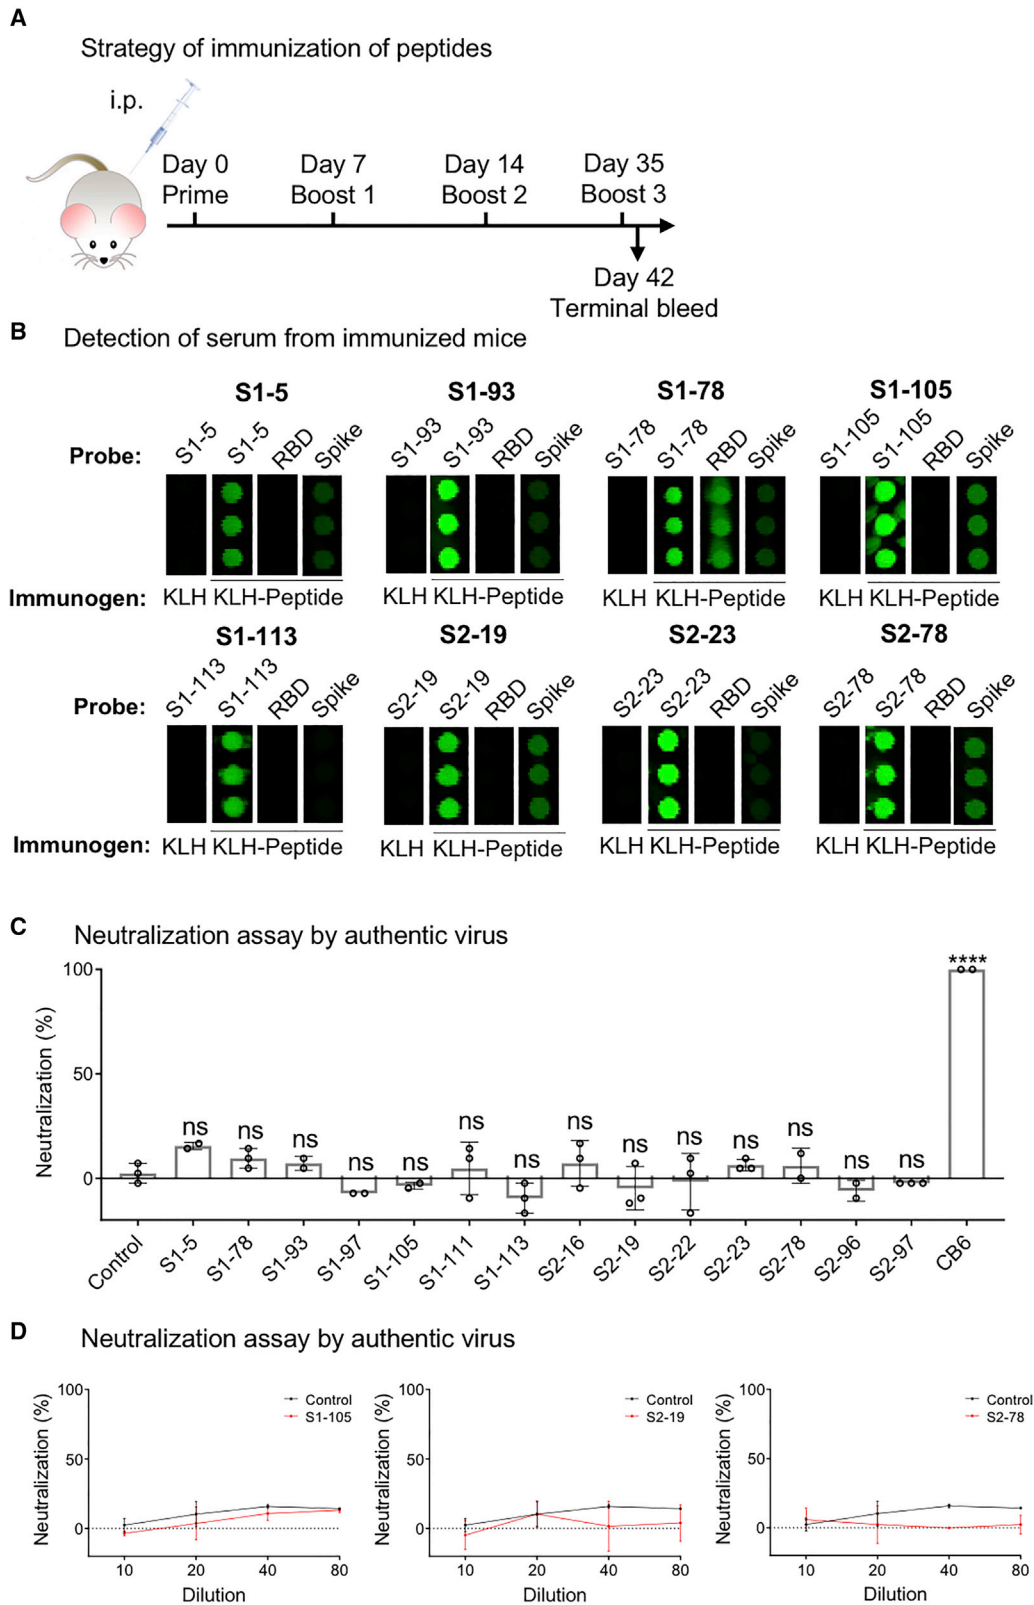 A
Strategy of immunization of peptides
i.p.
Day 0 Day 7 Day 14 Day 35
Prime Boost 1 Boost 2 Boost 3
Day 42
Terminal bleed
B
Detection of serum from immunized mice
S1-5 S1-93 S1-78 S1-105
Probe: S1-5 S1-5 RBD Spike S1-93 S1-93 RBD Spike S1-78 S1-78 RBD Spike S1-105 S1-105 RBD Spike
Immunogen: KLH KLH-Peptide KLH KLH-Peptide KLH KLH-Peptide KLH KLH-Peptide
S1-113 S2-19 S2-23 S2-78
Probe: S1-113 S1-113 RBD Spike S2-19 S2-19 RBD Spike S2-23 S2-23 RBD Spike S2-78 S2-78 RBD Spike
Immunogen: KLH KLH-Peptide KLH KLH-Peptide KLH KLH-Peptide KLH KLH-Peptide
C
Neutralization assay by authentic virus
Neutralization (%)
100
50
0
ns ns ns ns ns ns ns ns ns ns ns ns ns ns ****
Control S1-5 S1-78 S1-93 S1-97 S1-105 S1-111 S1-113 S2-16 S2-19 S2-22 S2-23 S2-78 S2-96 S2-97 CB6
D
Neutralization assay by authentic virus
Neutralization (%)
100
50
0
Control
S1-105
10 20 40 80
Dilution
Neutralization (%)
100
50
0
Control
S2-19
10 20 40 80
Dilution
Neutralization (%)
100
50
0
Control
S2-78
10 20 40 80
Dilution